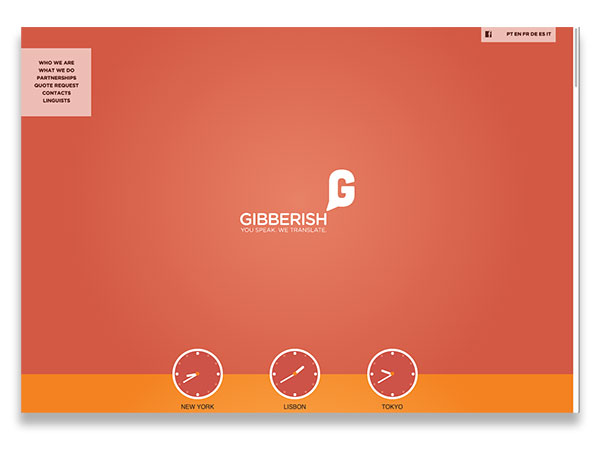 PT EN FR DE ES IT
WHO WE ARE
WHAT WE DO
PARTNERSHIPS
QUOTE REQUEST
CONTACTS
LINGUISTS
G
GIBBERISH
YOU SPEAK. WE TRANSLATE.
NEW YORK
LISBON
TOKYO